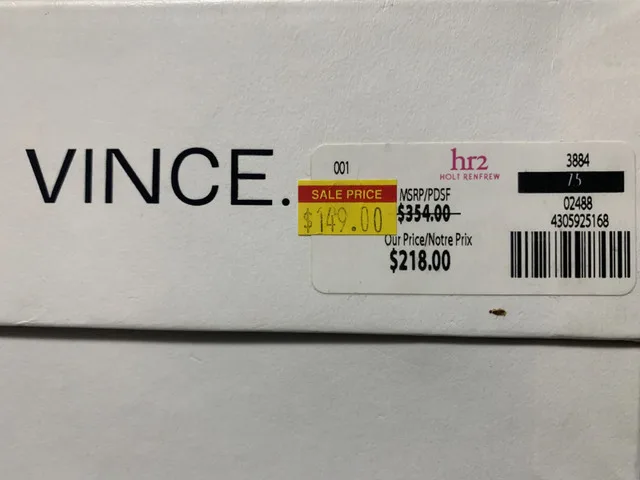 VINCE.
001
hr2
HOLT RENFREW
3884
75
02488
4305925168
SALE PRICE
$149.00
MSRP/PDSF
$354.00
Our Price/Notre Prix
$218.00